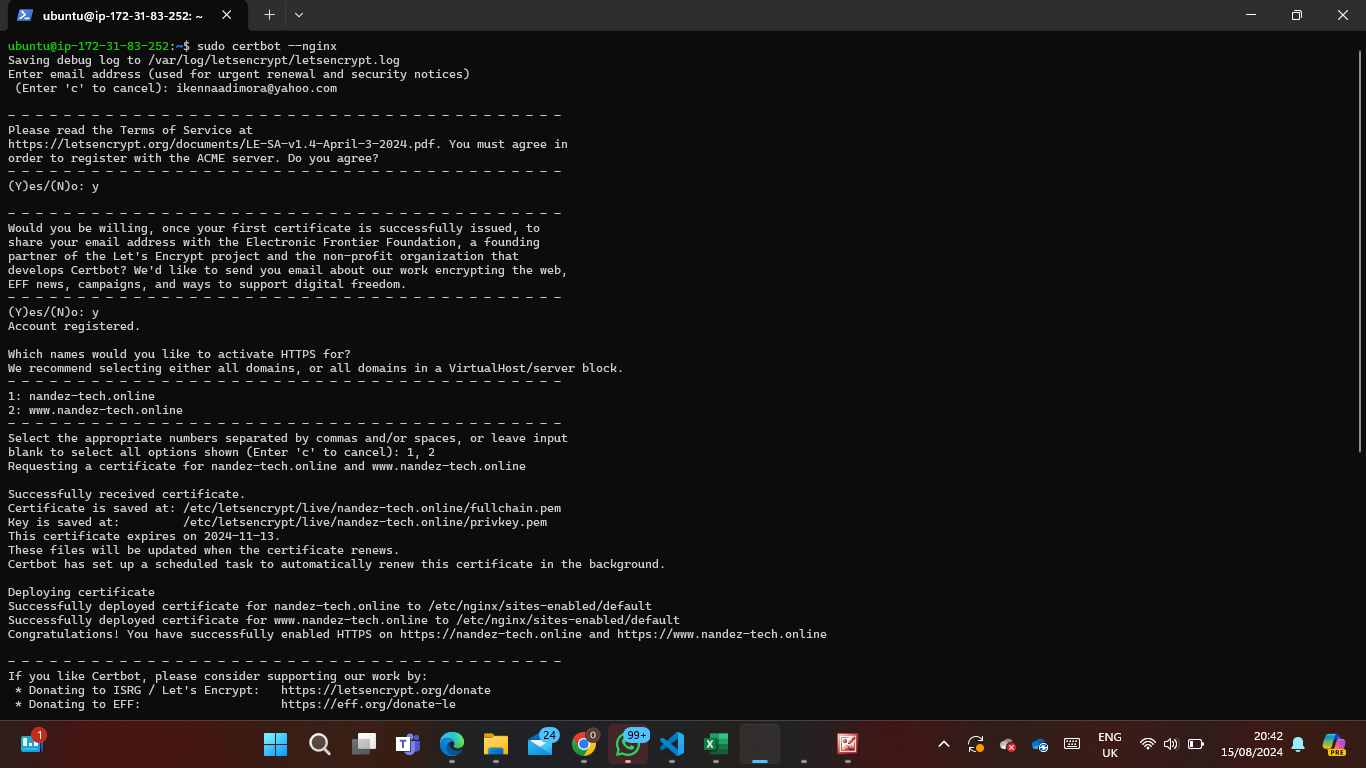 ubuntu@ip-172-31-83-252: ~
ubuntu@ip-172-31-83-252:~$ sudo certbot --nginx
Saving debug log to /var/log/letsencrypt/letsencrypt.log
Enter email address (used for urgent renewal and security notices)
(Enter 'c' to cancel): ikennaadimora@yahoo.com
- - - - - - - - - - - - - - - - - - - - - - - - - - - - - - - - - - - - - - - -
Please read the Terms of Service at
https://letsencrypt.org/documents/LE-SA-v1.4-April-3-2024.pdf. You must agree in
order to register with the ACME server. Do you agree?
- - - - - - - - - - - - - - - - - - - - - - - - - - - - - - - - - - - - - - - -
(Y)es/(N)o: y
- - - - - - - - - - - - - - - - - - - - - - - - - - - - - - - - - - - - - - - -
Would you be willing, once your first certificate is successfully issued, to
share your email address with the Electronic Frontier Foundation, a founding
partner of the Let's Encrypt project and the non-profit organization that
develops Certbot? We'd like to send you email about our work encrypting the web,
EFF news, campaigns, and ways to support digital freedom.
- - - - - - - - - - - - - - - - - - - - - - - - - - - - - - - - - - - - - - - -
(Y)es/(N)o: y
Account registered.
Which names would you like to activate HTTPS for?
We recommend selecting either all domains, or all domains in a VirtualHost/server block.
- - - - - - - - - - - - - - - - - - - - - - - - - - - - - - - - - - - - - - - -
1: nandez-tech.online
2: www.nandez-tech.online
- - - - - - - - - - - - - - - - - - - - - - - - - - - - - - - - - - - - - - - -
Select the appropriate numbers separated by commas and/or spaces, or leave input
blank to select all options shown (Enter 'c' to cancel): 1, 2
Requesting a certificate for nandez-tech.online and www.nandez-tech.online
Successfully received certificate.
Certificate is saved at: /etc/letsencrypt/live/nandez-tech.online/fullchain.pem
Key is saved at:         /etc/letsencrypt/live/nandez-tech.online/privkey.pem
This certificate expires on 2024-11-13.
These files will be updated when the certificate renews.
Certbot has set up a scheduled task to automatically renew this certificate in the background.
Deploying certificate
Successfully deployed certificate for nandez-tech.online to /etc/nginx/sites-enabled/default
Successfully deployed certificate for www.nandez-tech.online to /etc/nginx/sites-enabled/default
Congratulations! You have successfully enabled HTTPS on https://nandez-tech.online and https://www.nandez-tech.online
- - - - - - - - - - - - - - - - - - - - - - - - - - - - - - - - - - - - - - - -
If you like Certbot, please consider supporting our work by:
* Donating to ISRG / Let's Encrypt:   https://letsencrypt.org/donate
* Donating to EFF:                    https://eff.org/donate-le
1
24
0
99+
ENG
UK
20:42
15/08/2024
PRE